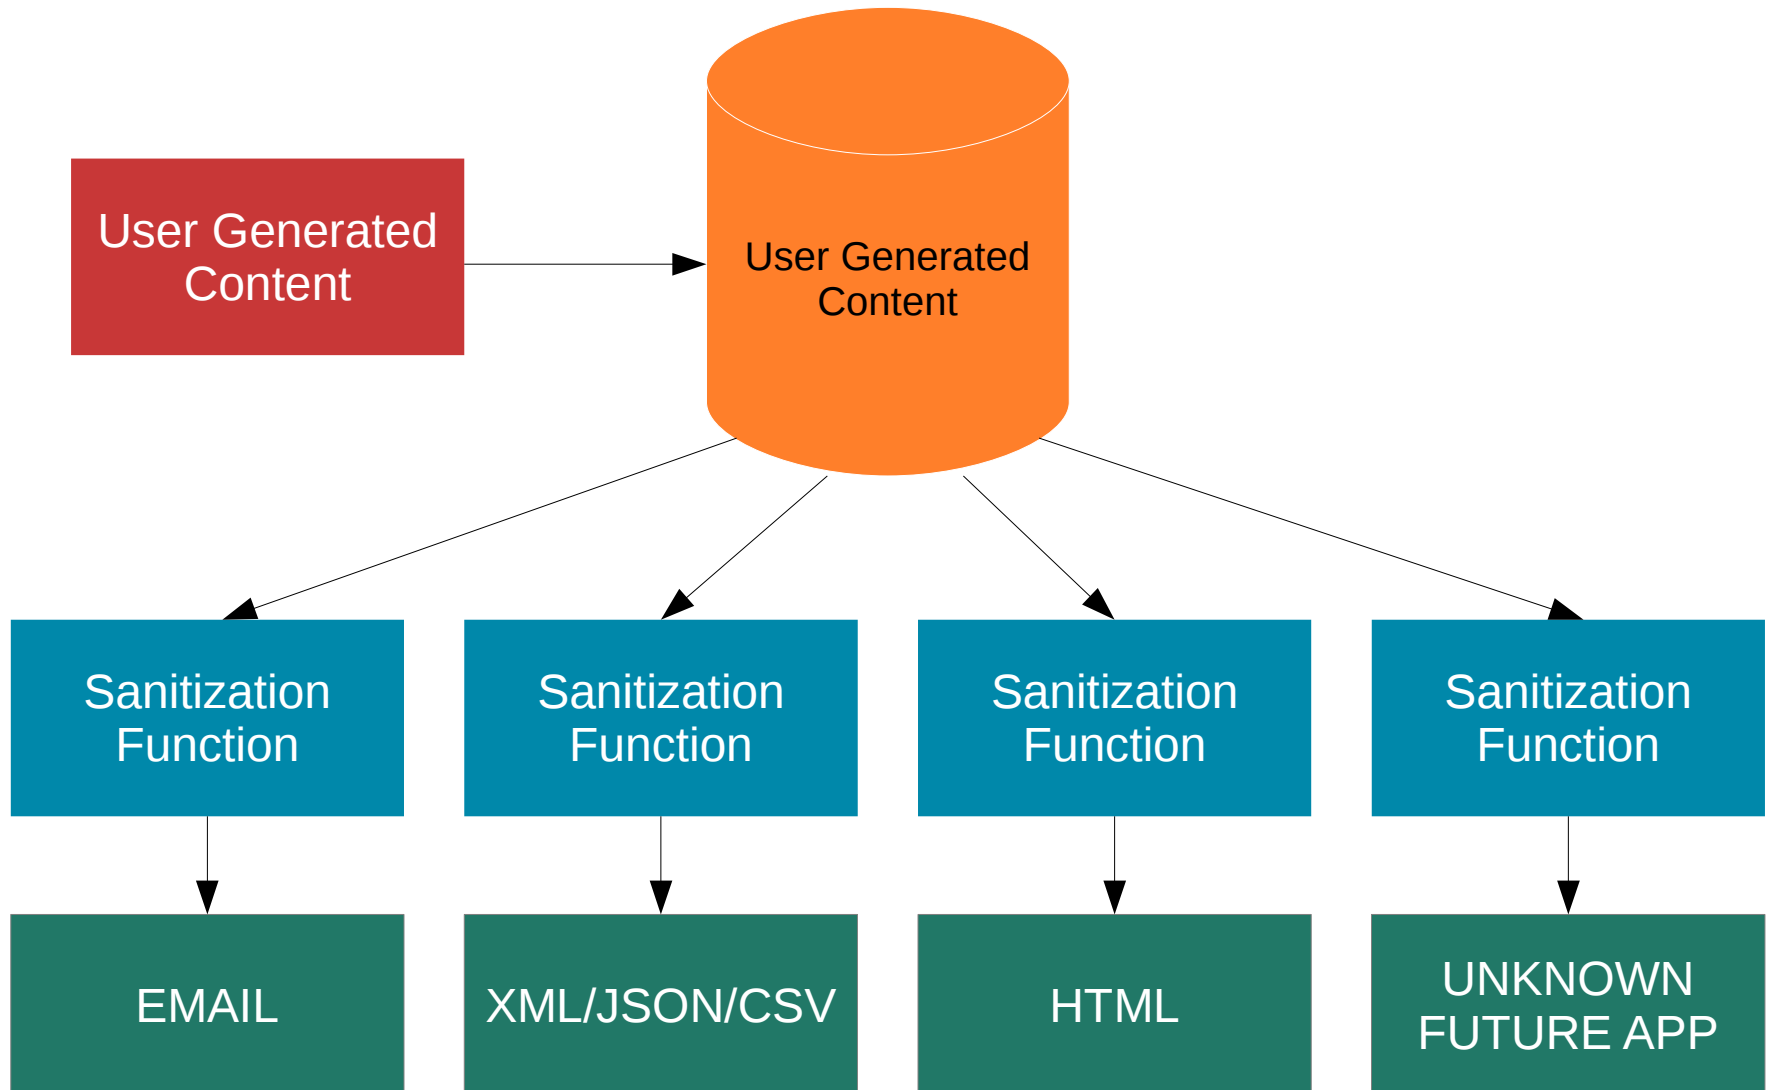 User Generated
Content
User Generated
Content
Sanitization
Function
Sanitization
Function
Sanitization
Function
Sanitization
Function
EMAIL
XML/JSON/CSV
HTML
UNKNOWN
FUTURE APP